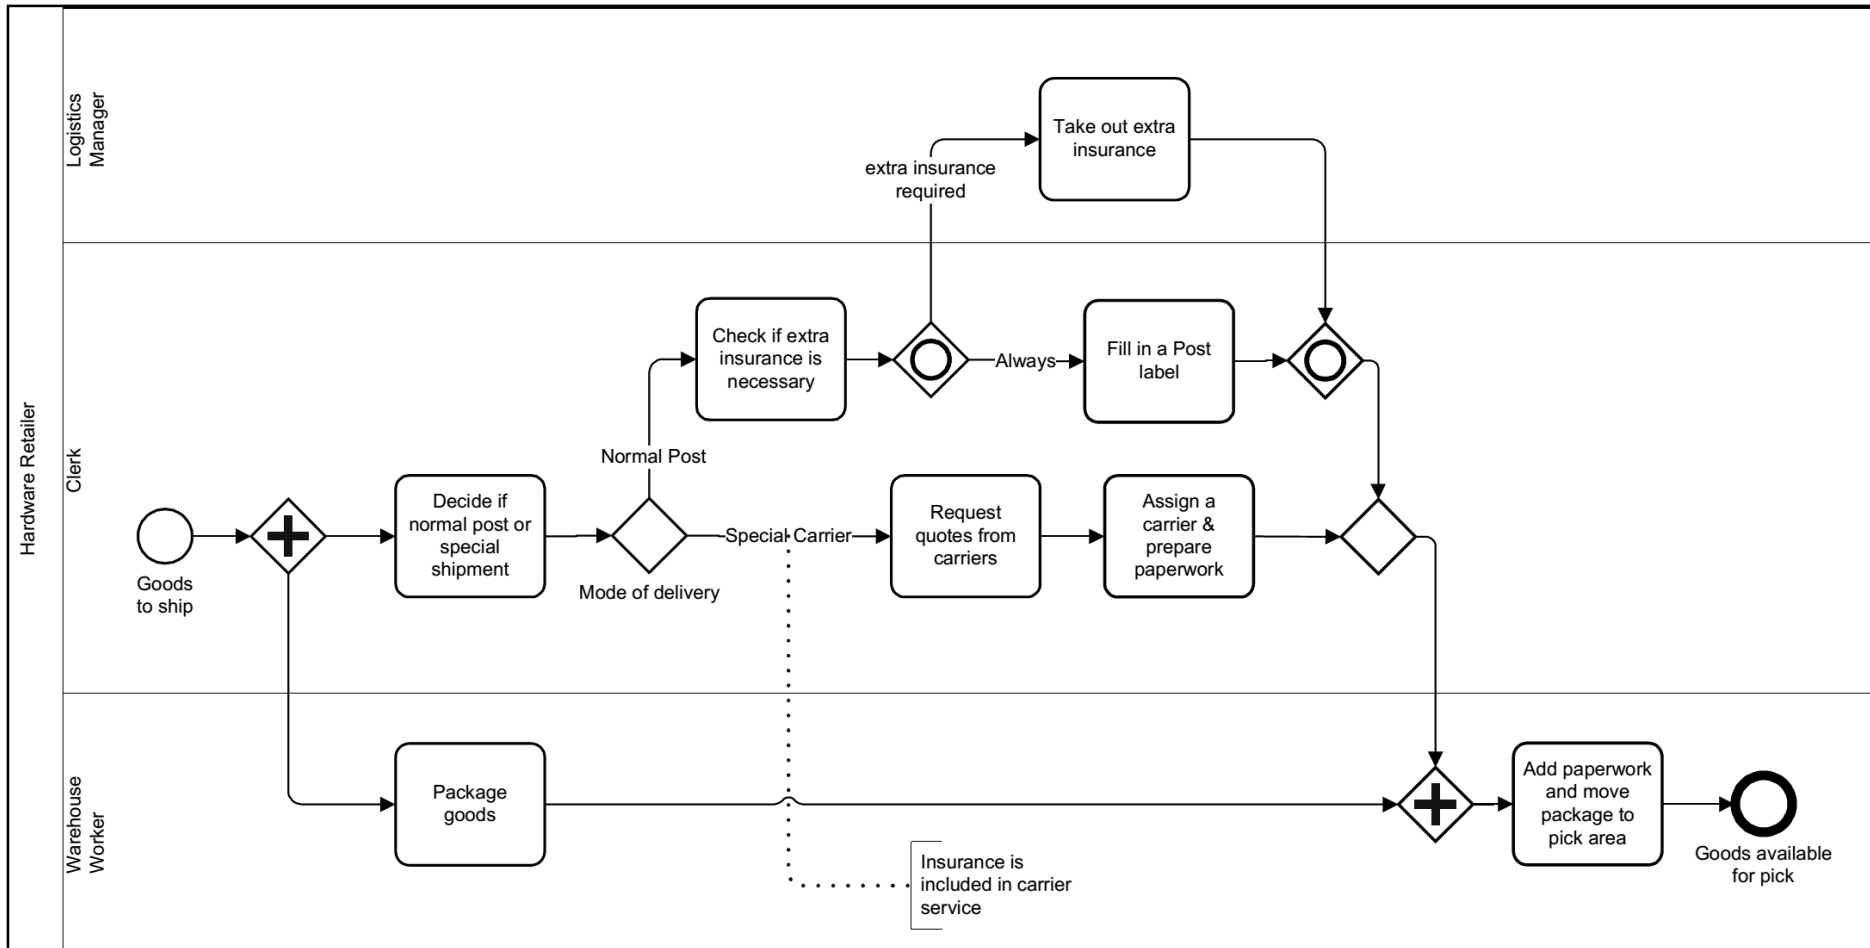 Hardware Retailer
Logistics
Manager
Take out extra
insurance
extra insurance
required
Clerk
Check if extra
insurance is
necessary
Always
Fill in a Post
label
Normal Post
Goods
to ship
Decide if
normal post or
special
shipment
Mode of delivery
Special Carrier
Request
quotes from
carriers
Assign a
carrier &
prepare
paperwork
Warehouse
Worker
Package
goods
Insurance is
included in carrier
service
Add paperwork
and move
package to
pick area
Goods available
for pick